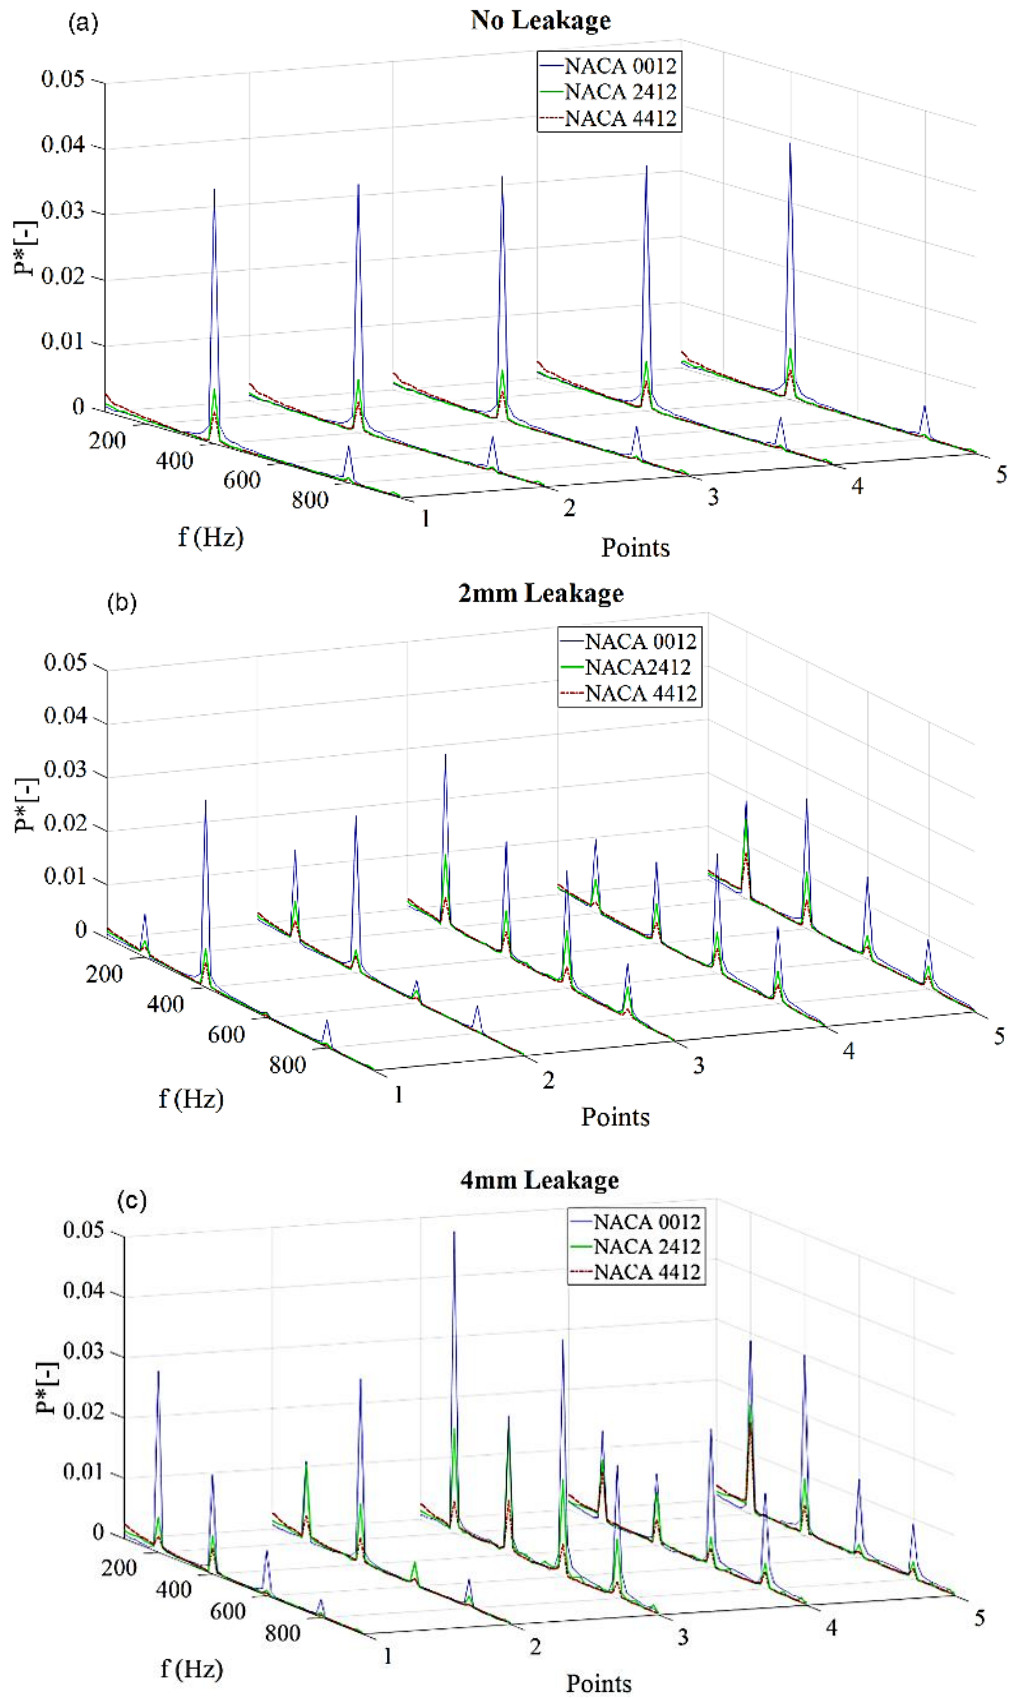 (a)
No Leakage
NACA 0012
NACA 2412
NACA 4412
P*[-]
0.05
0.04
0.03
0.02
0.01
0
200
400
600
800
f (Hz)
1
2
3
4
5
Points
(b)
2mm Leakage
NACA 0012
NACA2412
NACA 4412
P*[-]
0.05
0.04
0.03
0.02
0.01
0
200
400
600
800
f (Hz)
1
2
3
4
5
Points
(c)
4mm Leakage
NACA 0012
NACA 2412
NACA 4412
P*[-]
0.05
0.04
0.03
0.02
0.01
0
200
400
600
800
f (Hz)
1
2
3
4
5
Points